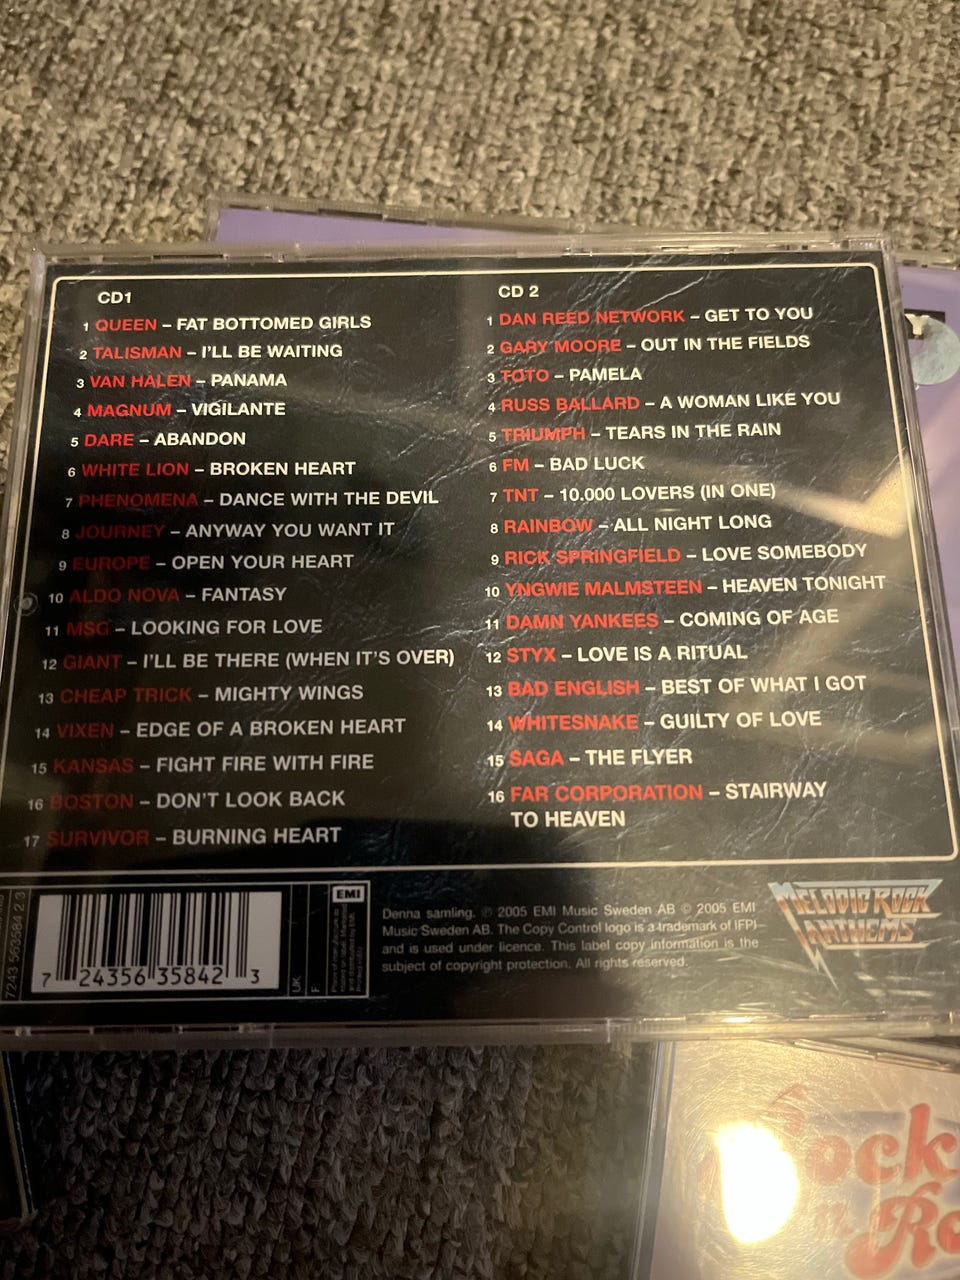 CD1
1 QUEEN – FAT BOTTOMED GIRLS
2 TALISMAN – I'LL BE WAITING
3 VAN HALEN – PANAMA
4 MAGNUM – VIGILANTE
5 DARE – ABANDON
6 WHITE LION – BROKEN HEART
7 PHENOMENA – DANCE WITH THE DEVIL
8 JOURNEY – ANYWAY YOU WANT IT
9 EUROPE – OPEN YOUR HEART
10 ALDO NOVA – FANTASY
11 MSG – LOOKING FOR LOVE
12 GIANT – I'LL BE THERE (WHEN IT'S OVER)
13 CHEAP TRICK – MIGHTY WINGS
14 VIXEN – EDGE OF A BROKEN HEART
15 KANSAS – FIGHT FIRE WITH FIRE
16 BOSTON – DON'T LOOK BACK
17 SURVIVOR – BURNING HEART
CD 2
1 DAN REED NETWORK – GET TO YOU
2 GARY MOORE – OUT IN THE FIELDS
3 TOTO – PAMELA
4 RUSS BALLARD – A WOMAN LIKE YOU
5 TRIUMPH – TEARS IN THE RAIN
6 FM – BAD LUCK
7 TNT – 10.000 LOVERS (IN ONE)
8 RAINBOW – ALL NIGHT LONG
9 RICK SPRINGFIELD – LOVE SOMEBODY
10 YNGWIE MALMSTEEN – HEAVEN TONIGHT
11 DAMN YANKEES – COMING OF AGE
12 STYX – LOVE IS A RITUAL
13 BAD ENGLISH – BEST OF WHAT I GOT
14 WHITESNAKE – GUILTY OF LOVE
15 SAGA – THE FLYER
16 FAR CORPORATION – STAIRWAY
TO HEAVEN
7243 563584 2 3
7 24356 35842 3
UK
F
EMI
Denna samling. ℗ 2005 EMI Music Sweden AB © 2005 EMI
Music Sweden AB. The Copy Control logo is a trademark of IFPI
and is used under licence. This label copy information is the
subject of copyright protection. All rights reserved.
MELODIC ROCK
ANTHEMS
Y
ock
n
Ro